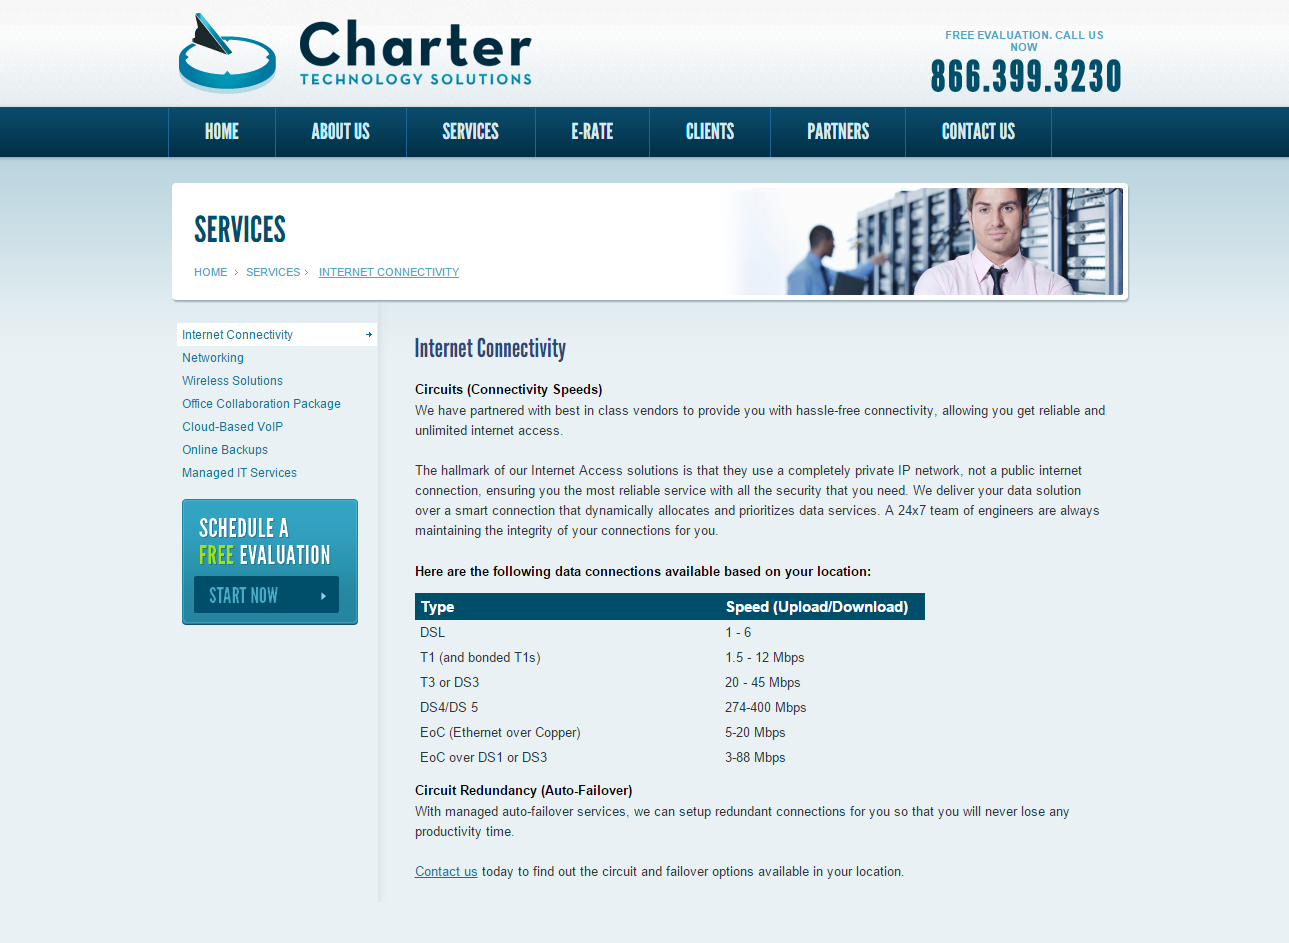 Charter
TECHNOLOGY SOLUTIONS
FREE EVALUATION. CALL US
NOW
866.399.3230
HOME
ABOUT US
SERVICES
E-RATE
CLIENTS
PARTNERS
CONTACT US
SERVICES
HOME > SERVICES > INTERNET CONNECTIVITY
Internet Connectivity
Networking
Wireless Solutions
Office Collaboration Package
Cloud-Based VoIP
Online Backups
Managed IT Services
SCHEDULE A
FREE EVALUATION
START NOW
Internet Connectivity
Circuits (Connectivity Speeds)
We have partnered with best in class vendors to provide you with hassle-free connectivity, allowing you get reliable and
unlimited internet access.
The hallmark of our Internet Access solutions is that they use a completely private IP network, not a public internet
connection, ensuring you the most reliable service with all the security that you need. We deliver your data solution
over a smart connection that dynamically allocates and prioritizes data services. A 24x7 team of engineers are always
maintaining the integrity of your connections for you.
Here are the following data connections available based on your location:
Type Speed (Upload/Download)
DSL 1 - 6
T1 (and bonded T1s) 1.5 - 12 Mbps
T3 or DS3 20 - 45 Mbps
DS4/DS 5 274-400 Mbps
EoC (Ethernet over Copper) 5-20 Mbps
EoC over DS1 or DS3 3-88 Mbps
Circuit Redundancy (Auto-Failover)
With managed auto-failover services, we can setup redundant connections for you so that you will never lose any
productivity time.
Contact us today to find out the circuit and failover options available in your location.